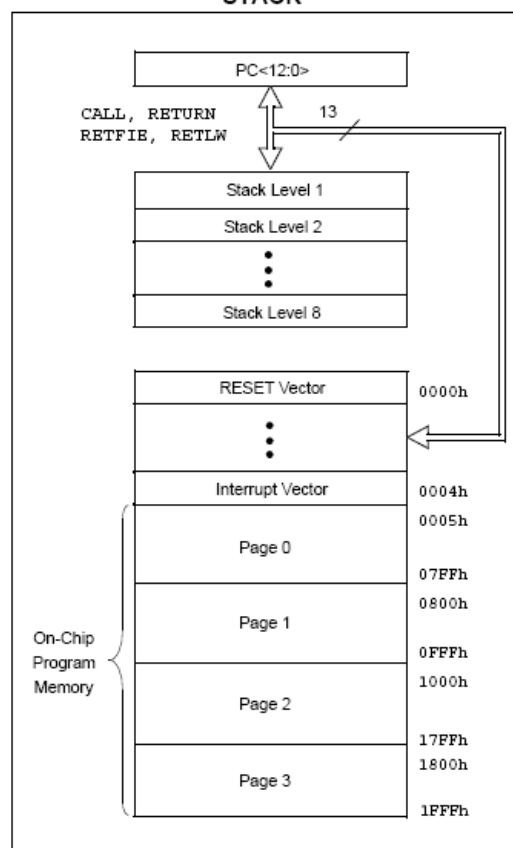 STACK
PC<12:0>
CALL, RETURN
RETFIE, RETLW
13
Stack Level 1
Stack Level 2
Stack Level 8
RESET Vector
0000h
Interrupt Vector
0004h
0005h
Page 0
07FFh
0800h
Page 1
0FFFh
On-Chip
Program
Memory
1000h
Page 2
17FFh
1800h
Page 3
1FFFh